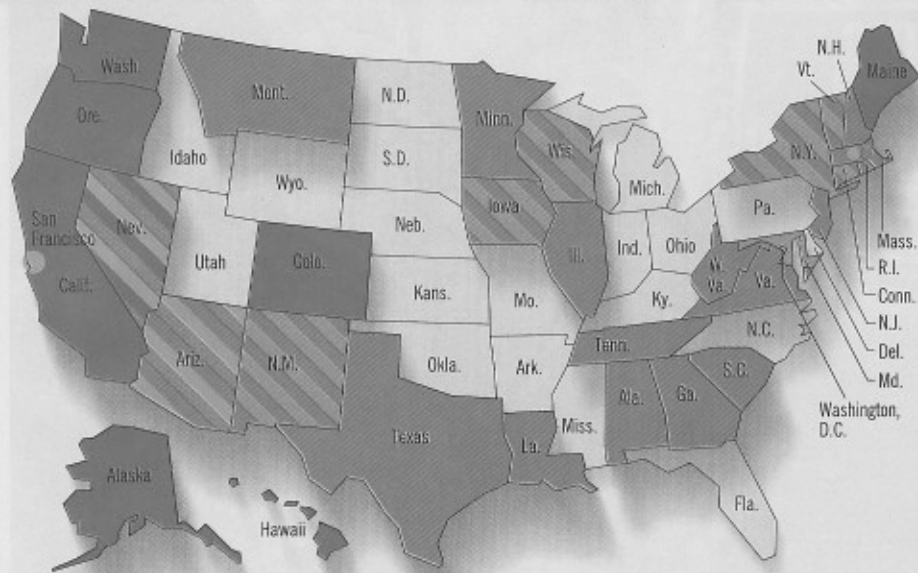 N.H.
Vt.
Maine
Wash.
Mont.
N.D.
Minn.
Ore.
Idaho
S.D.
Wis.
N.Y.
Wyo.
Mich.
San
Francisco
Nev.
Neb.
Iowa
Pa.
Mass.
Utah
Colo.
Ill.
Ind.
Ohio
R.I.
Calif.
Kans.
Mo.
W.
Va.
Va.
Conn.
Ky.
N.J.
Ariz.
N.M.
Okla.
Ark.
Tenn.
N.C.
Del.
S.C.
Md.
Texas
La.
Miss.
Ala.
Ga.
Washington,
D.C.
Alaska
Hawaii
Fla.